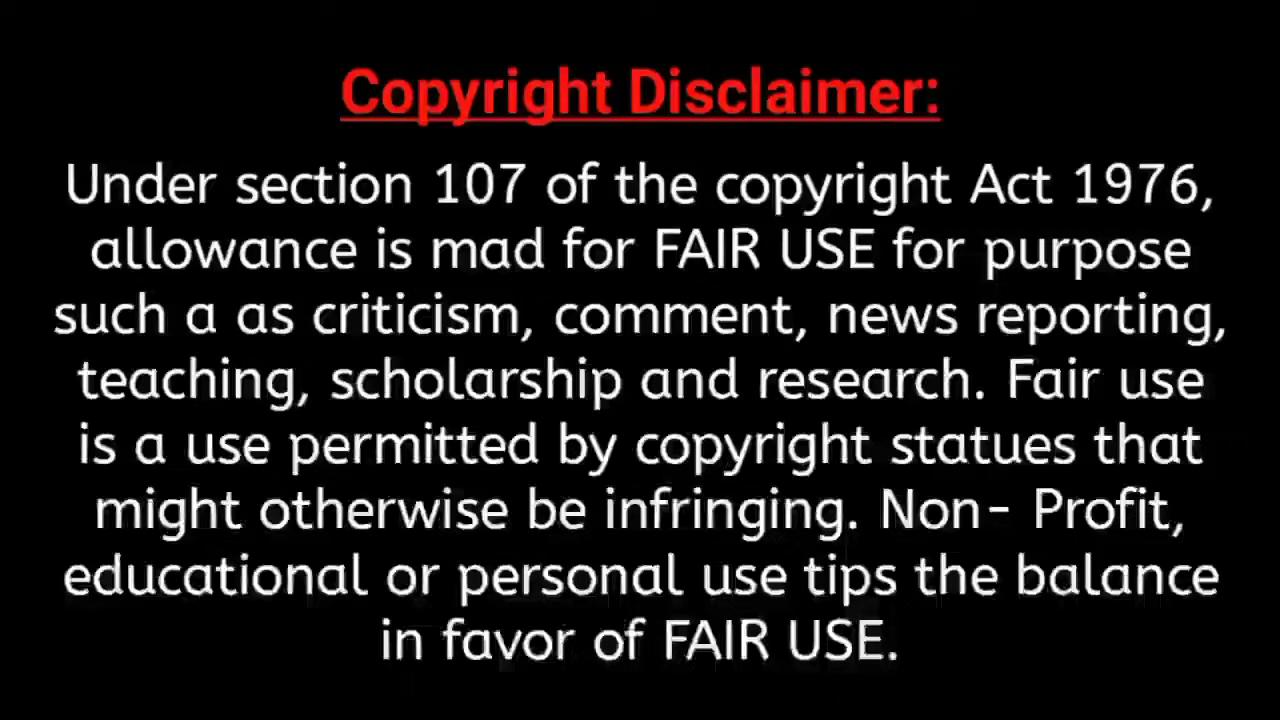 Copyright Disclaimer:
Under section 107 of the copyright Act 1976,
allowance is mad for FAIR USE for purpose
such a as criticism, comment, news reporting,
teaching, scholarship and research. Fair use
is a use permitted by copyright statues that
might otherwise be infringing. Non- Profit,
educational or personal use tips the balance
in favor of FAIR USE.